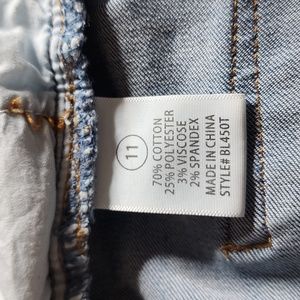 11
70% COTTON
25% POLYESTER
3% VISCOSE
2% SPANDEX
MADE IN CHINA
STYLE# BL450T